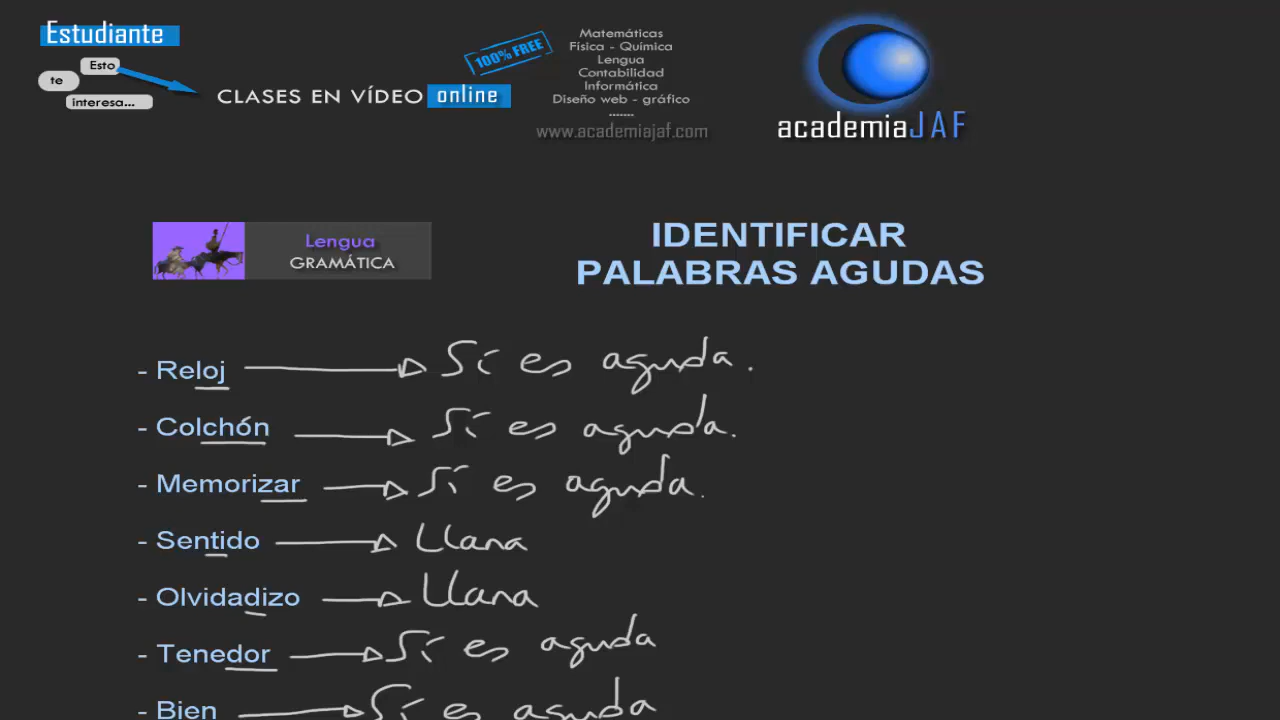 Estudiante
Esto
te
interesa...
CLASES EN VÍDEO online
100% FREE
Matemáticas
Física - Química
Lengua
Contabilidad
Informática
Diseño web - gráfico
.......
www.academiajaf.com
academiaJAF
Lengua
GRAMÁTICA
IDENTIFICAR
PALABRAS AGUDAS
- Reloj Sí es aguda.
- Colchón Sí es aguda.
- Memorizar Sí es aguda.
- Sentido Llana
- Olvidadizo Llana
- Tenedor Sí es aguda
- Bien Sí es aguda